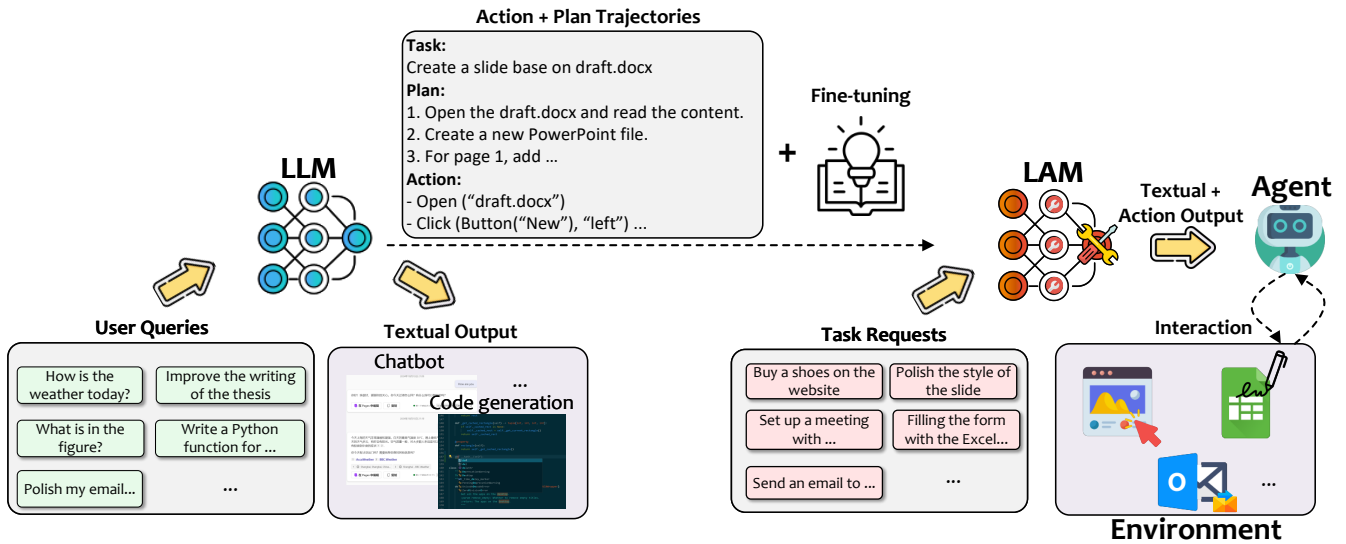 Action + Plan Trajectories
Task:
Create a slide base on draft.docx
Plan:
1. Open the draft.docx and read the content.
2. Create a new PowerPoint file.
3. For page 1, add ...
Action:
- Open (“draft.docx”)
- Click (Button(“New”), “left”) ...
+
Fine-tuning
LLM
LAM
Textual +
Action Output
Agent
User Queries
How is the
weather today?
Improve the writing
of the thesis
What is in the
figure?
Write a Python
function for ...
Polish my email...
...
Textual Output
Chatbot
...
Code generation
Task Requests
Buy a shoes on the
website
Polish the style of
the slide
Set up a meeting
with ...
Filling the form
with the Excel...
Send an email to ...
...
Interaction
O
...
Environment